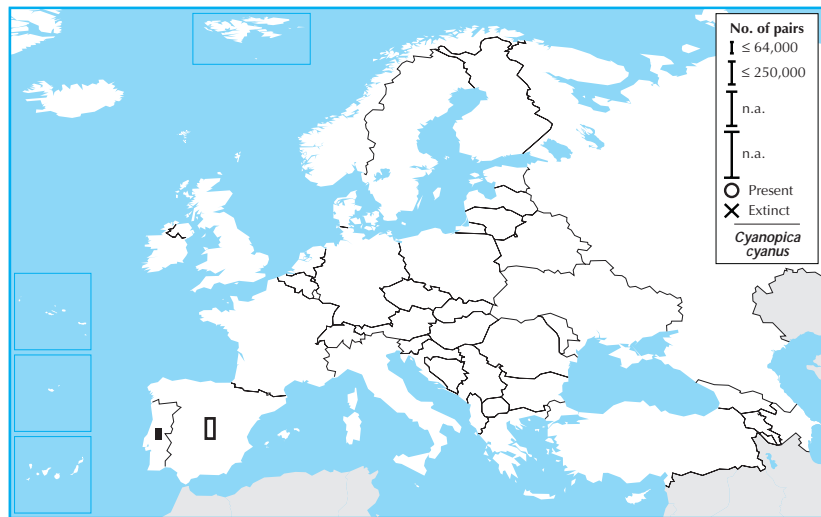 No. of pairs
≤ 64,000
≤ 250,000
n.a.
n.a.
Present
Extinct
Cyanopica
cyanus